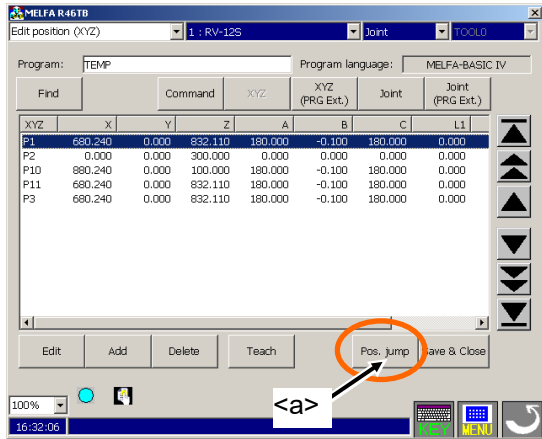 MELFA R46TB
Edit position (XYZ) 1 : RV-12S Joint TOOL0
Program: TEMP Program language: MELFA-BASIC IV
Find Command XYZ XYZ (PRG Ext.) Joint Joint (PRG Ext.)
XYZ X Y Z A B C L1
P1 680.240 0.000 832.110 180.000 -0.100 180.000 0.000
P2 0.000 0.000 300.000 0.000 0.000 0.000 0.000
P10 880.240 0.000 100.000 180.000 -0.100 180.000 0.000
P11 680.240 0.000 832.110 180.000 -0.100 180.000 0.000
P3 680.240 0.000 832.110 180.000 -0.100 180.000 0.000
Edit Add Delete Teach Pos. jump Save & Close
<a>
100%
16:32:06 KEY MENU